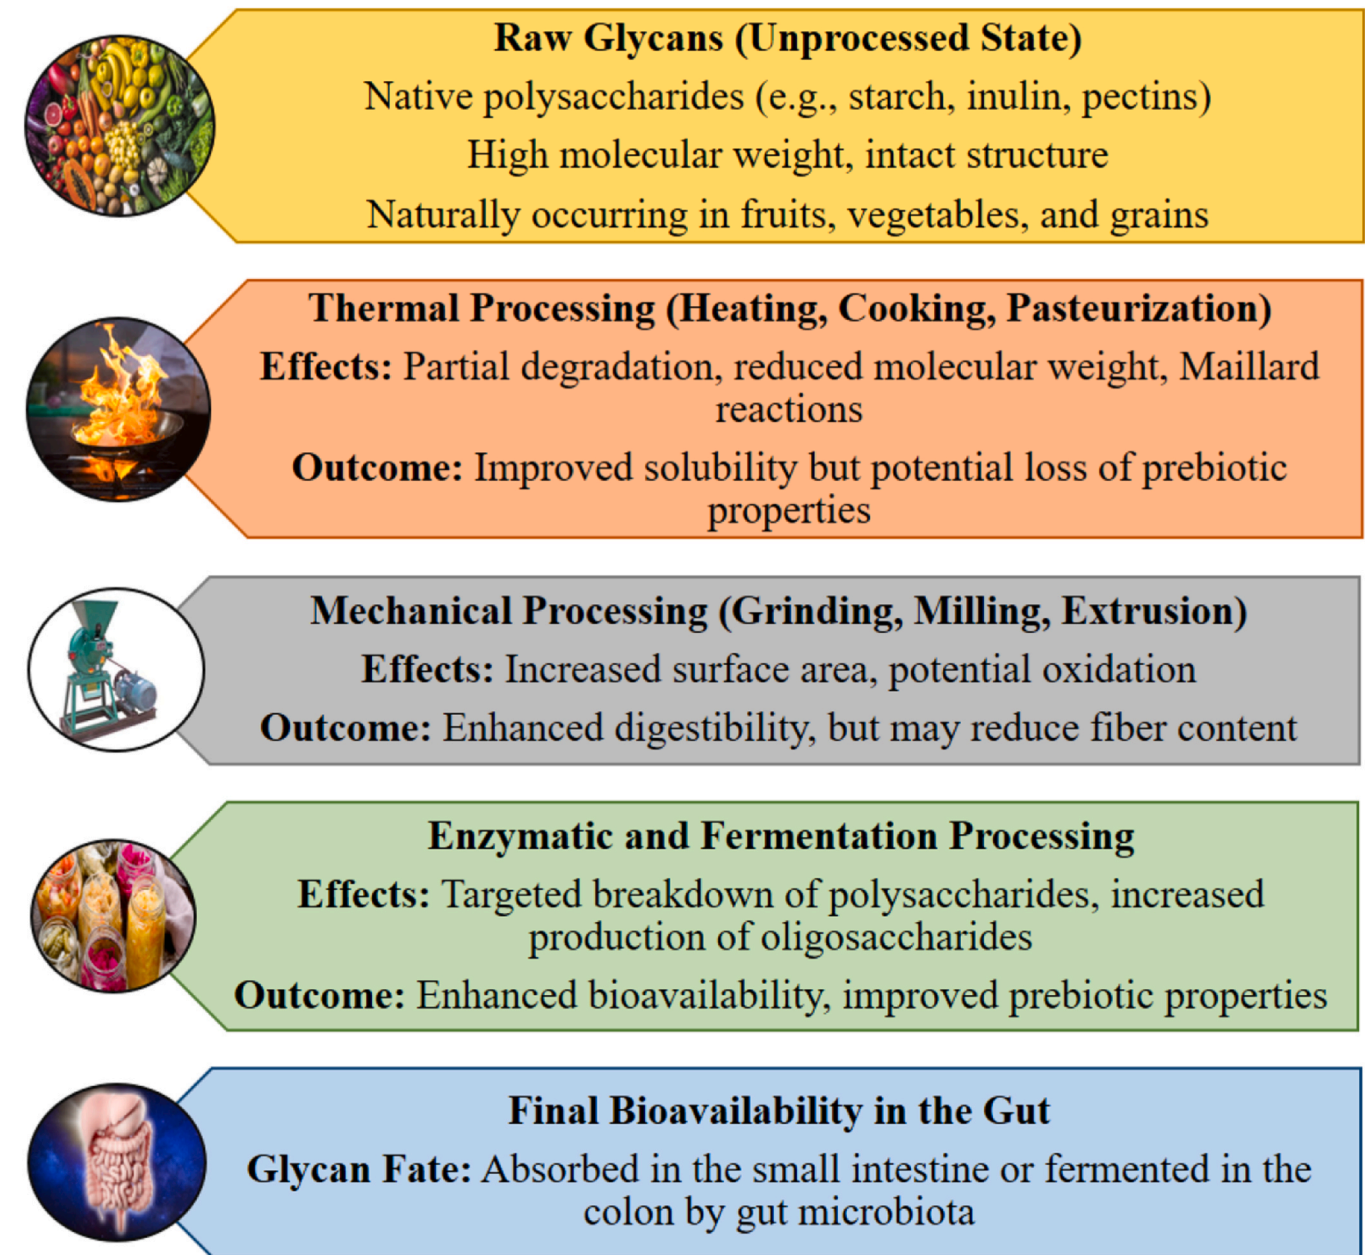 Raw Glycans (Unprocessed State)
Native polysaccharides (e.g., starch, inulin, pectins)
High molecular weight, intact structure
Naturally occurring in fruits, vegetables, and grains
Thermal Processing (Heating, Cooking, Pasteurization)
Effects: Partial degradation, reduced molecular weight, Maillard
reactions
Outcome: Improved solubility but potential loss of prebiotic
properties
Mechanical Processing (Grinding, Milling, Extrusion)
Effects: Increased surface area, potential oxidation
Outcome: Enhanced digestibility, but may reduce fiber content
Enzymatic and Fermentation Processing
Effects: Targeted breakdown of polysaccharides, increased
production of oligosaccharides
Outcome: Enhanced bioavailability, improved prebiotic properties
Final Bioavailability in the Gut
Glycan Fate: Absorbed in the small intestine or fermented in the
colon by gut microbiota